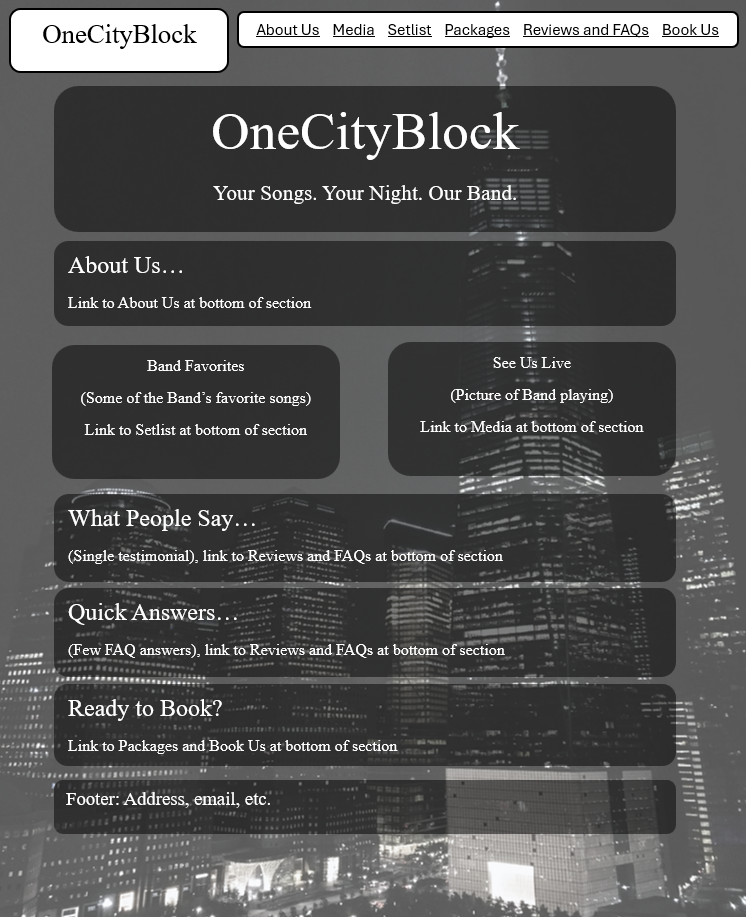 OneCityBlock
About Us Media Setlist Packages Reviews and FAQs Book Us
OneCityBlock
Your Songs. Your Night. Our Band.
About Us…
Link to About Us at bottom of section
Band Favorites
(Some of the Band’s favorite songs)
Link to Setlist at bottom of section
See Us Live
(Picture of Band playing)
Link to Media at bottom of section
What People Say…
(Single testimonial), link to Reviews and FAQs at bottom of section
Quick Answers…
(Few FAQ answers), link to Reviews and FAQs at bottom of section
Ready to Book?
Link to Packages and Book Us at bottom of section
Footer: Address, email, etc.